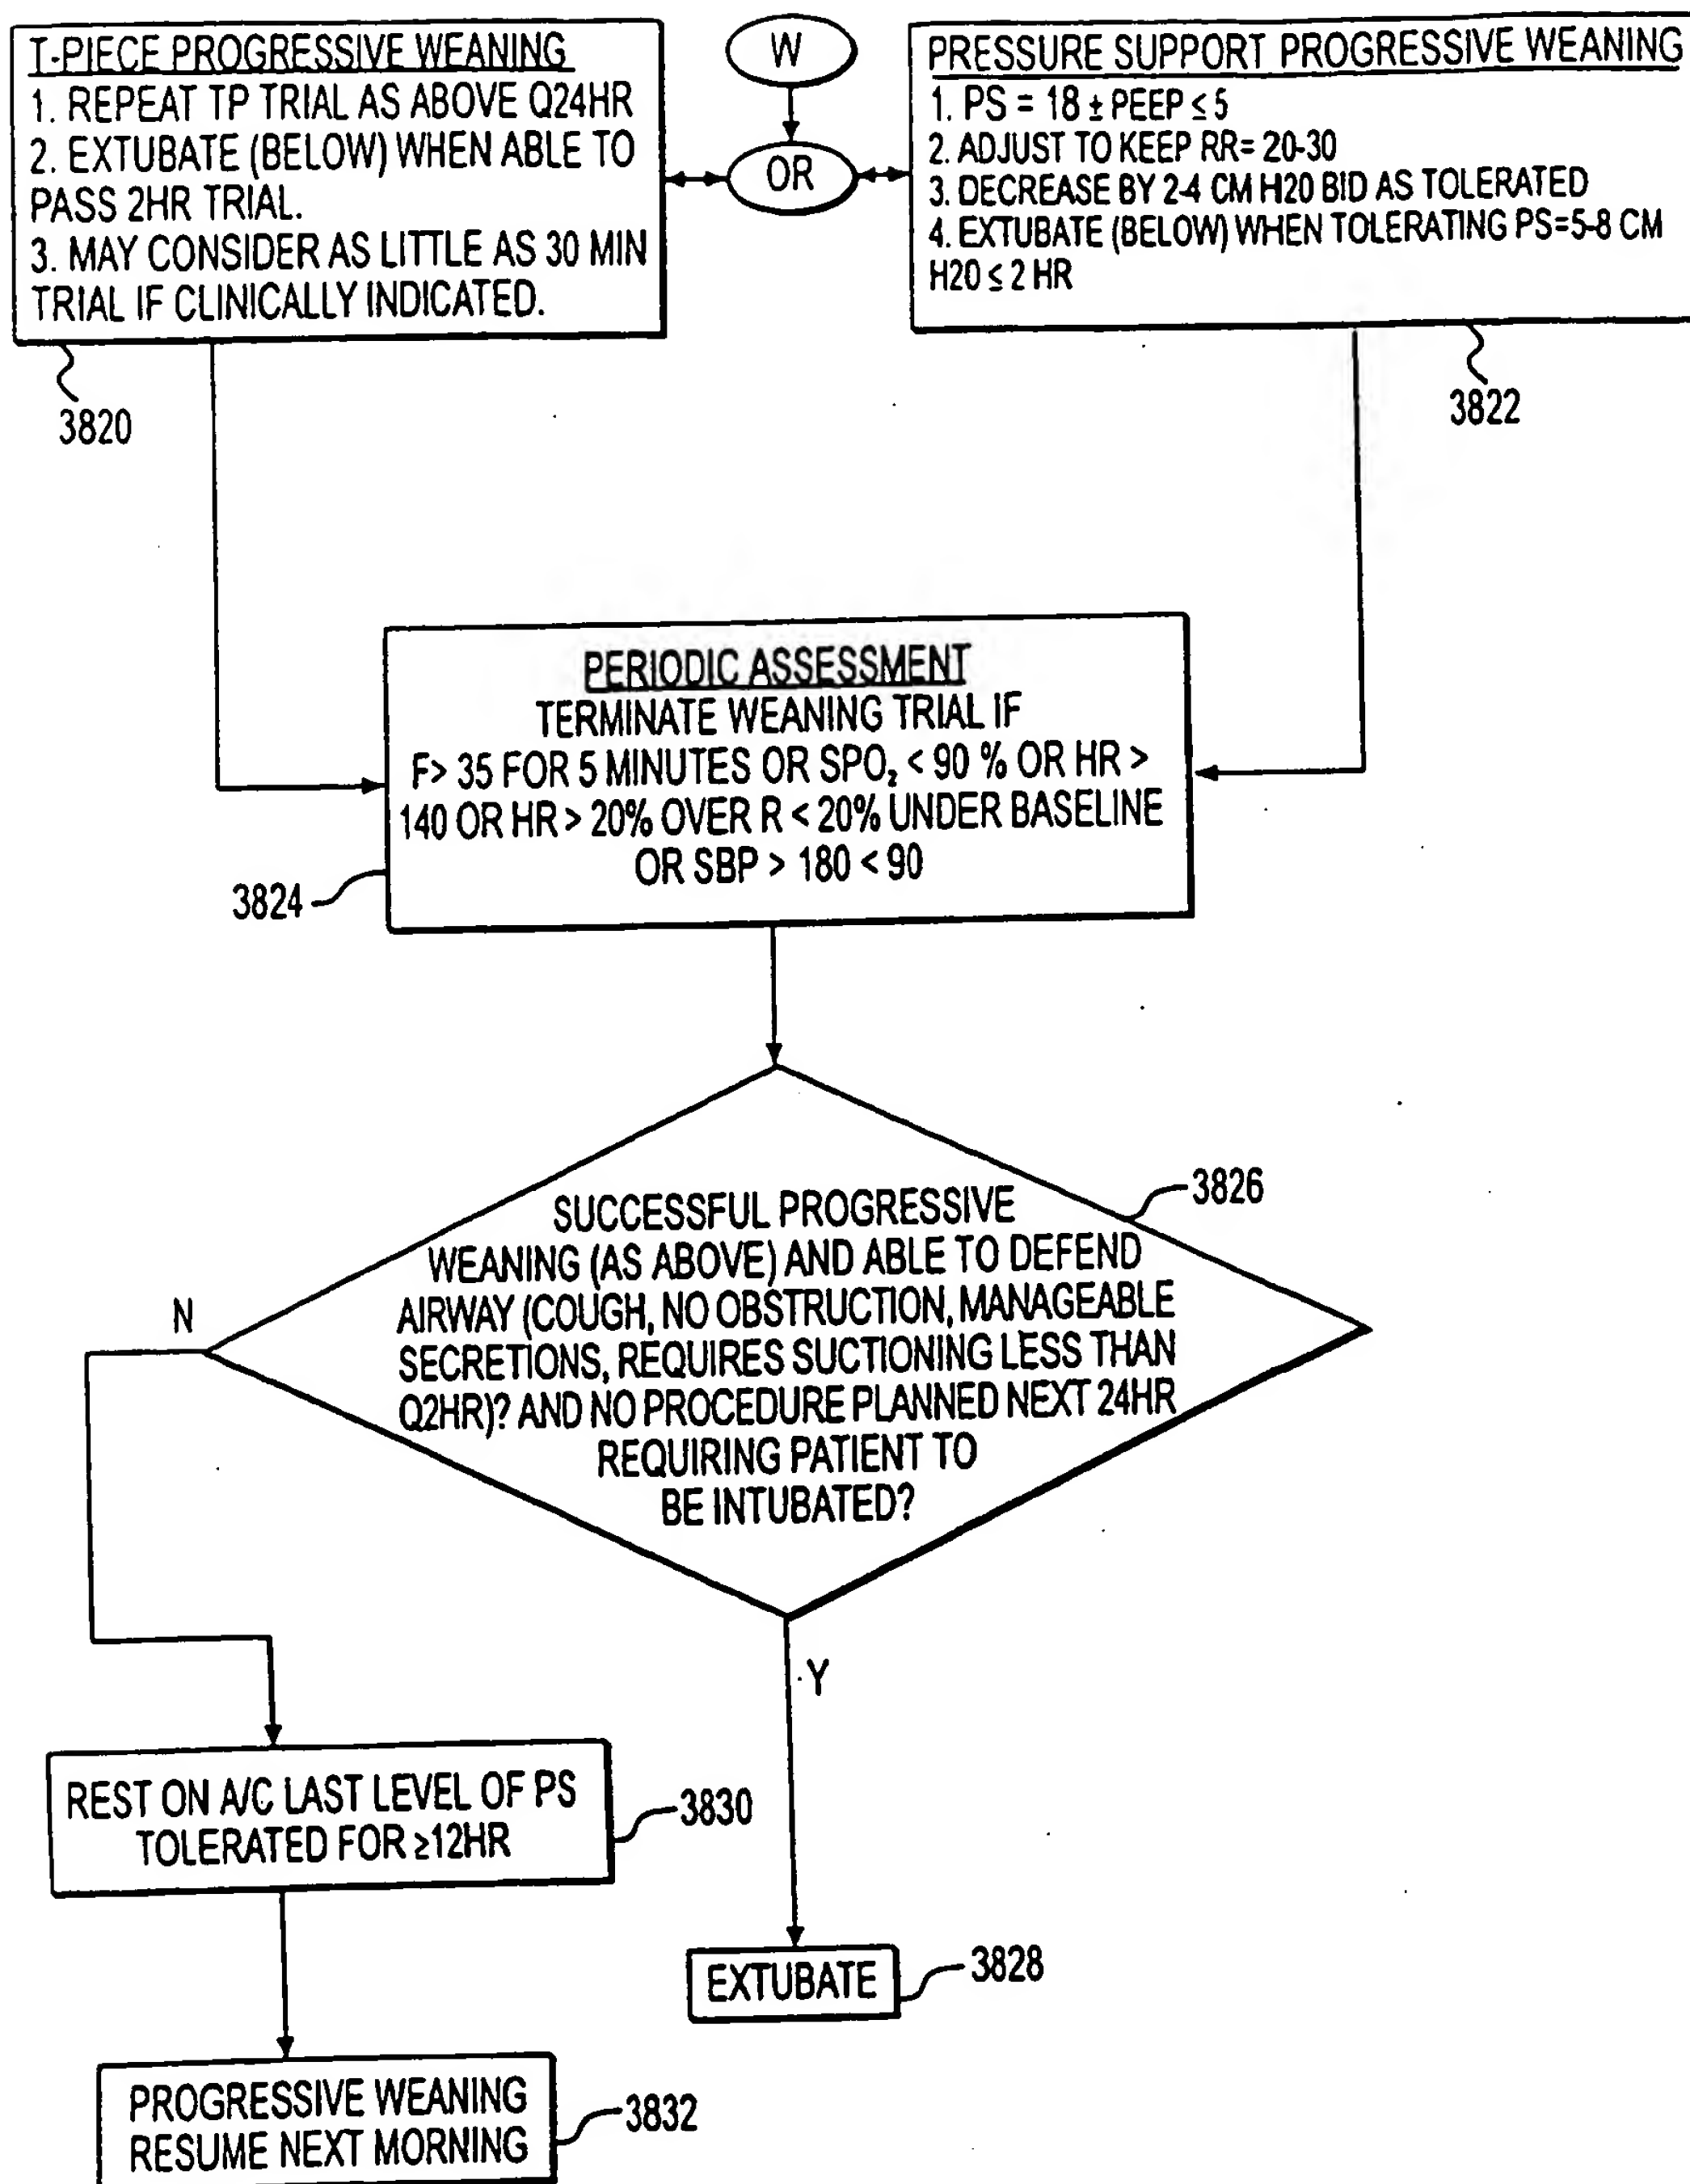 T-PIECE PROGRESSIVE WEANING
1. REPEAT TP TRIAL AS ABOVE Q24HR
2. EXTUBATE (BELOW) WHEN ABLE TO
PASS 2HR TRIAL.
3. MAY CONSIDER AS LITTLE AS 30 MIN
TRIAL IF CLINICALLY INDICATED.
3820
W
OR
PRESSURE SUPPORT PROGRESSIVE WEANING
1. PS = 18 ± PEEP ≤ 5
2. ADJUST TO KEEP RR= 20-30
3. DECREASE BY 2-4 CM H20 BID AS TOLERATED
4. EXTUBATE (BELOW) WHEN TOLERATING PS=5-8 CM
H20 ≤ 2 HR
3822
PERIODIC ASSESSMENT
TERMINATE WEANING TRIAL IF
F> 35 FOR 5 MINUTES OR SPO₂ < 90 % OR HR >
140 OR HR > 20% OVER R < 20% UNDER BASELINE
OR SBP > 180 < 90
3824
SUCCESSFUL PROGRESSIVE
WEANING (AS ABOVE) AND ABLE TO DEFEND
AIRWAY (COUGH, NO OBSTRUCTION, MANAGEABLE
SECRETIONS, REQUIRES SUCTIONING LESS THAN
Q2HR)? AND NO PROCEDURE PLANNED NEXT 24HR
REQUIRING PATIENT TO
BE INTUBATED?
3826
N
Y
REST ON A/C LAST LEVEL OF PS
TOLERATED FOR ≥12HR
3830
EXTUBATE
3828
PROGRESSIVE WEANING
RESUME NEXT MORNING
3832